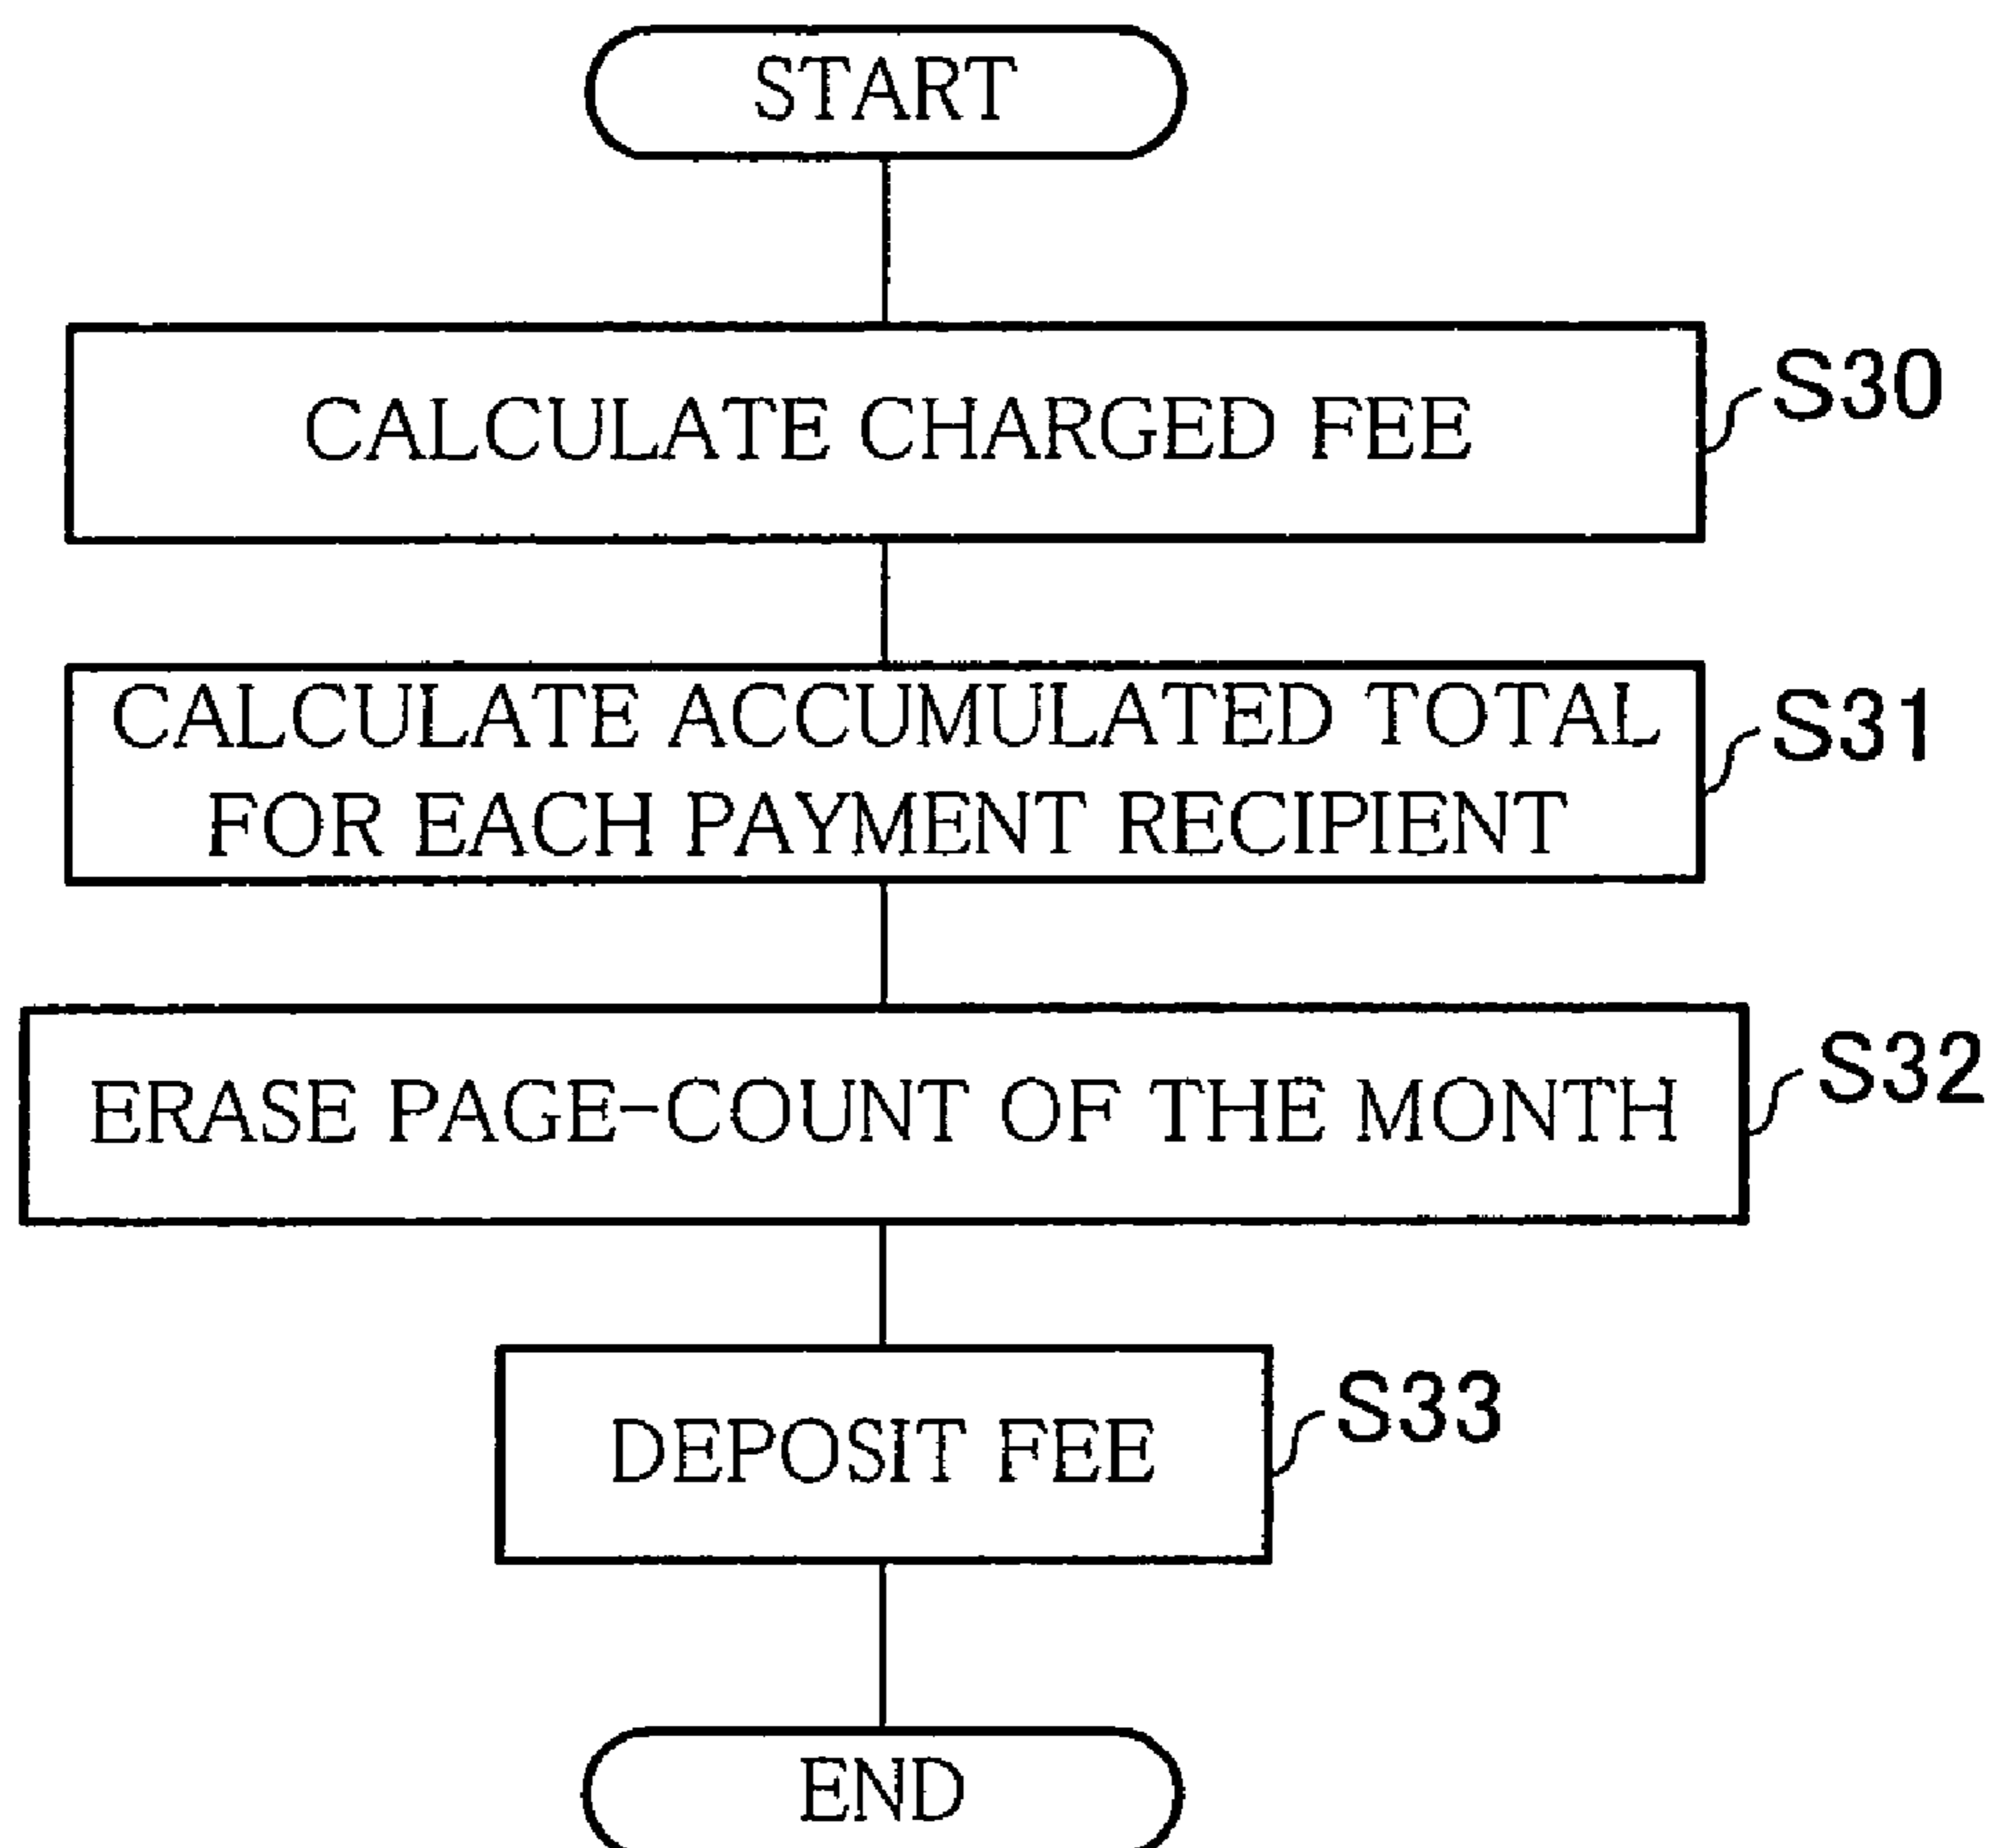 START
CALCULATE CHARGED FEE
S30
CALCULATE ACCUMULATED TOTAL
FOR EACH PAYMENT RECIPIENT
S31
ERASE PAGE-COUNT OF THE MONTH
S32
DEPOSIT FEE
S33
END